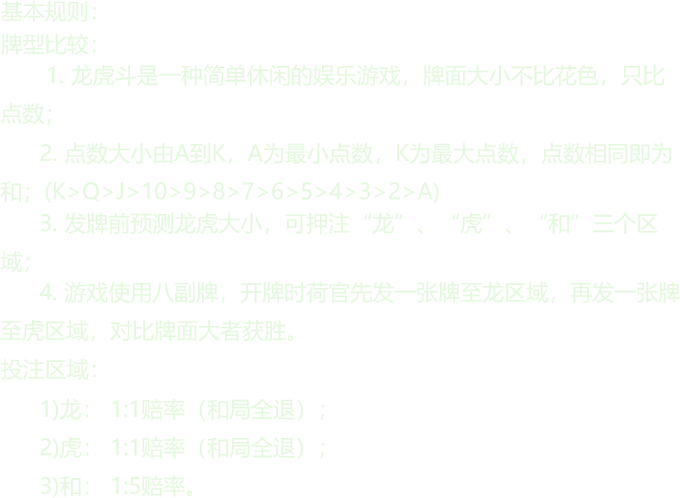 基本规则：
牌型比较：
1. 龙虎斗是一种简单休闲的娱乐游戏，牌面大小不比花色，只比
点数；
2. 点数大小由A到K，A为最小点数，K为最大点数，点数相同即为
和；(K>Q>J>10>9>8>7>6>5>4>3>2>A)
3. 发牌前预测龙虎大小，可押注“龙”、“虎”、“和”三个区
域；
4. 游戏使用八副牌，开牌时荷官先发一张牌至龙区域，再发一张牌
至虎区域，对比牌面大者获胜。
投注区域：
1)龙： 1:1赔率（和局全退）；
2)虎： 1:1赔率（和局全退）；
3)和： 1:5赔率。